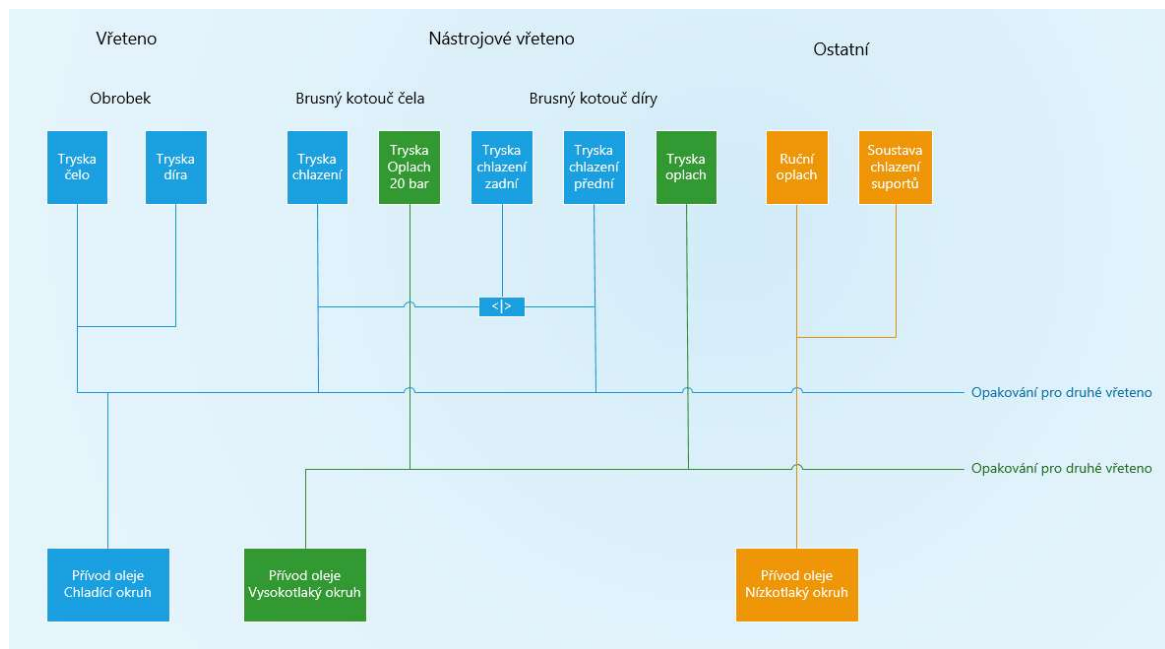 Vřeteno
Nástrojové vřeteno
Ostatní
Obrobek
Brusný kotouč čela
Brusný kotouč díry
Tryska
čelo
Tryska
díra
Tryska
chlazení
Tryska
Oplach
20 bar
Tryska
chlazení
zadní
Tryska
chlazení
přední
Tryska
oplach
Ruční
oplach
Soustava
chlazení
suportů
<|>
Opakování pro druhé vřeteno
Opakování pro druhé vřeteno
Přívod oleje
Chladící okruh
Přívod oleje
Vysokotlaký okruh
Přívod oleje
Nízkotlaký okruh